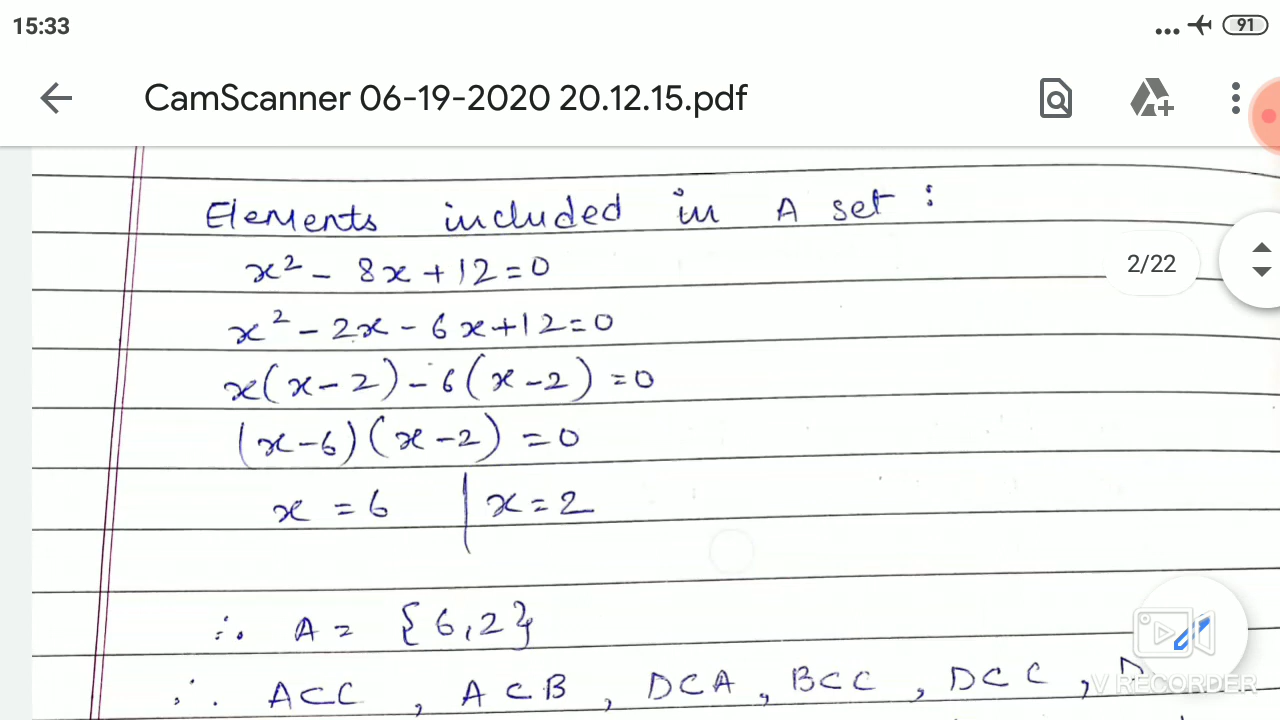 15:33
... 91
CamScanner 06-19-2020 20.12.15.pdf
Elements included in A set :
x² - 8x + 12 = 0
2/22
x² - 2x - 6x + 12 = 0
x(x - 2) - 6(x - 2) = 0
(x - 6)(x - 2) = 0
x = 6 | x = 2
∴ A = {6,2}
∴ A⊂C , A⊂B , D⊂A , B⊂C , D⊂C , D
V RECORDER